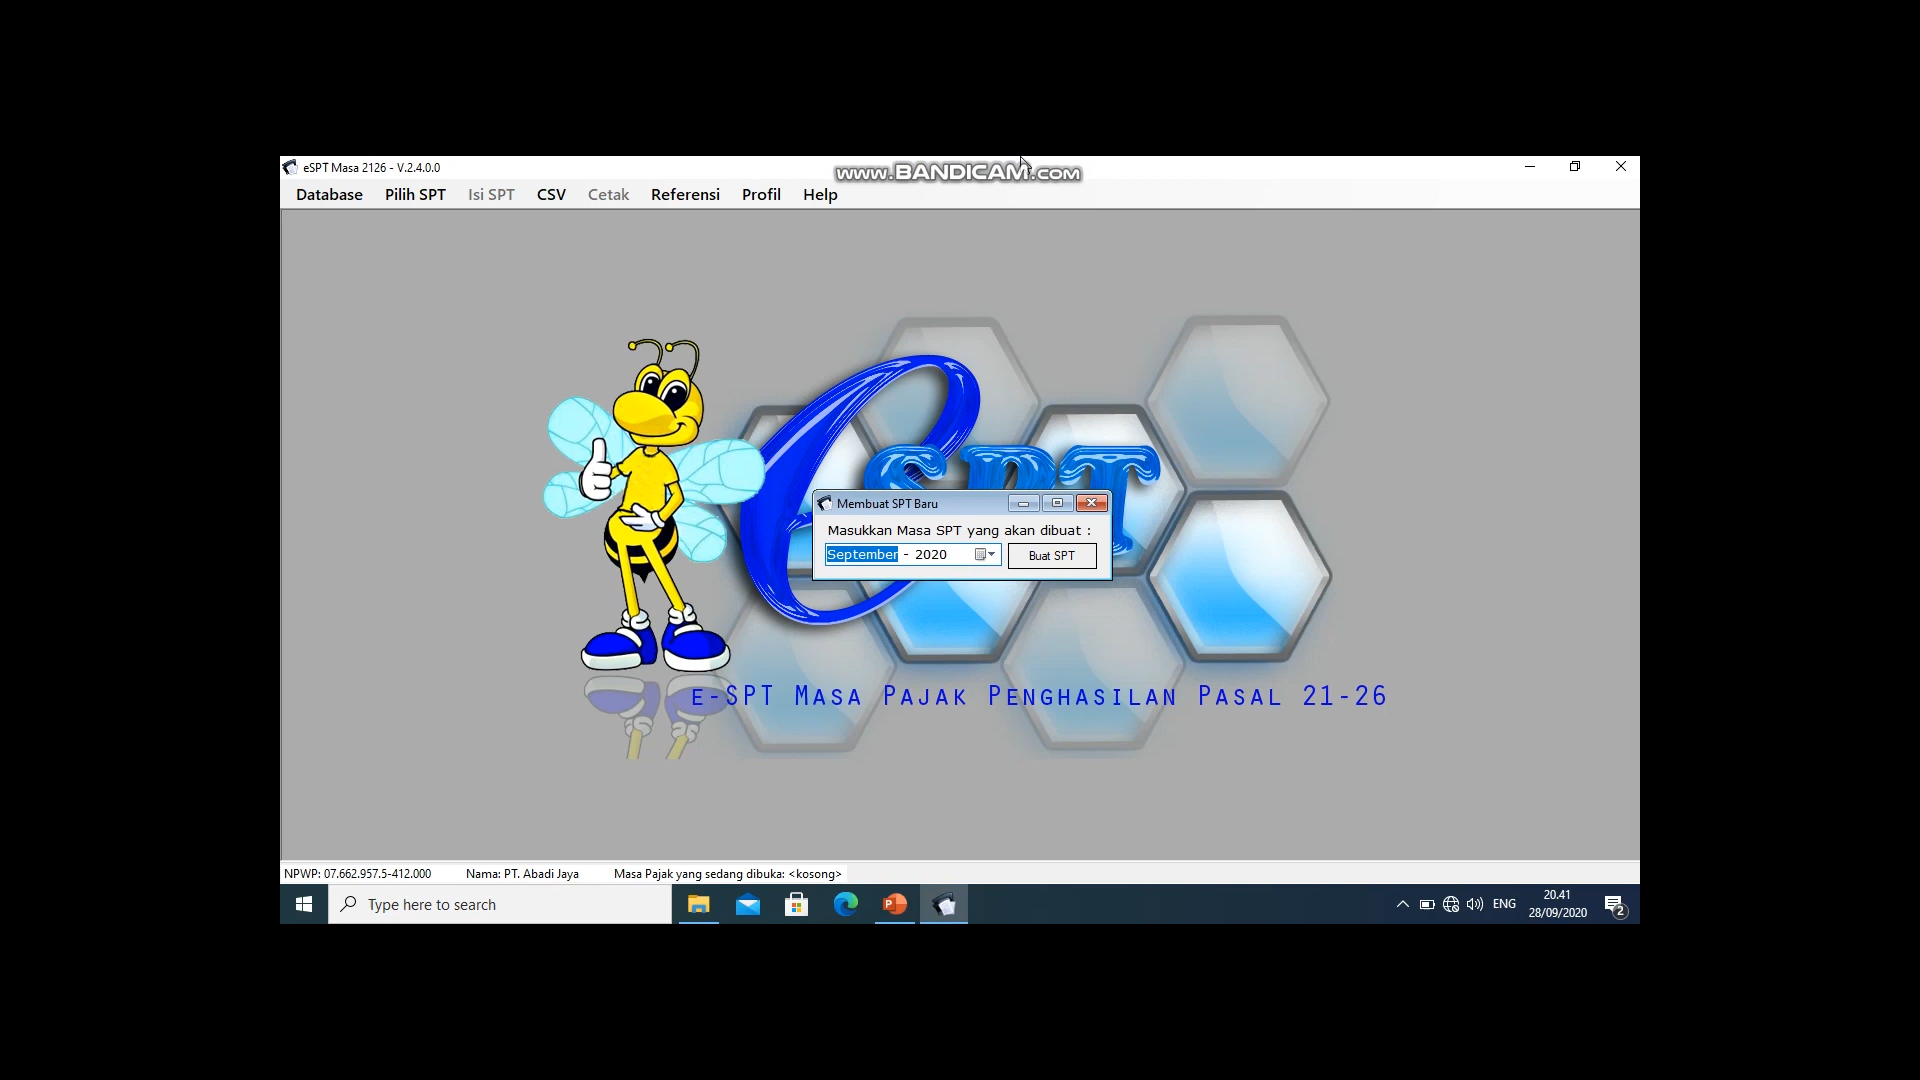 eSPT Masa 2126 - V.2.4.0.0
www.BANDICAM.com
Database Pilih SPT Isi SPT CSV Cetak Referensi Profil Help
eSPT
Membuat SPT Baru
Masukkan Masa SPT yang akan dibuat :
September - 2020 Buat SPT
e-SPT Masa Pajak Penghasilan Pasal 21-26
NPWP: 07.662.957.5-412.000 Nama: PT. Abadi Jaya Masa Pajak yang sedang dibuka: <kosong>
Type here to search
ENG
20.41
28/09/2020
2